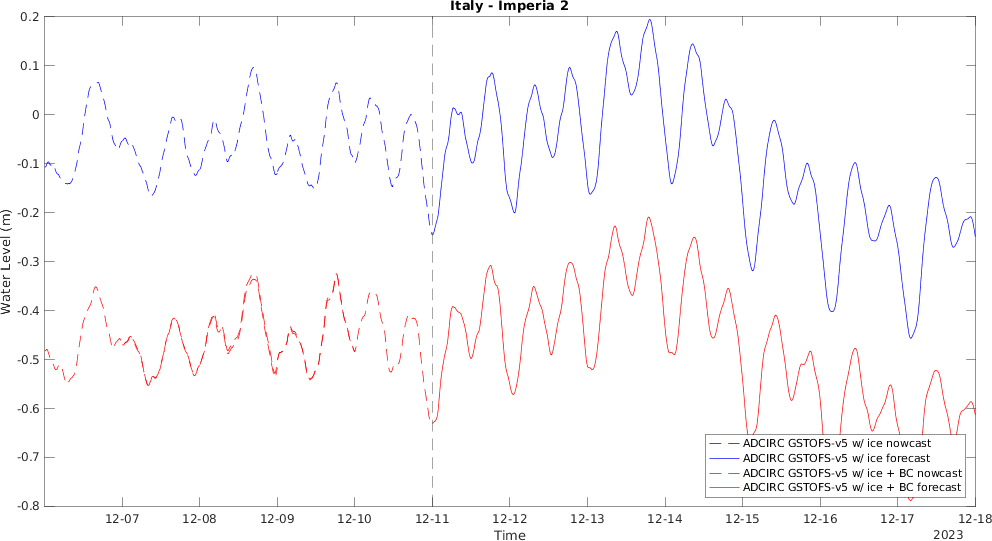 Italy - Imperia 2
Water Level (m)
0.2
0.1
0
-0.1
-0.2
-0.3
-0.4
-0.5
-0.6
-0.7
-0.8
ADCIRC GSTOFS-v5 w/ ice nowcast
ADCIRC GSTOFS-v5 w/ ice forecast
ADCIRC GSTOFS-v5 w/ ice + BC nowcast
ADCIRC GSTOFS-v5 w/ ice + BC forecast
12-07 12-08 12-09 12-10 12-11 12-12 12-13 12-14 12-15 12-16 12-17 12-18
Time
2023